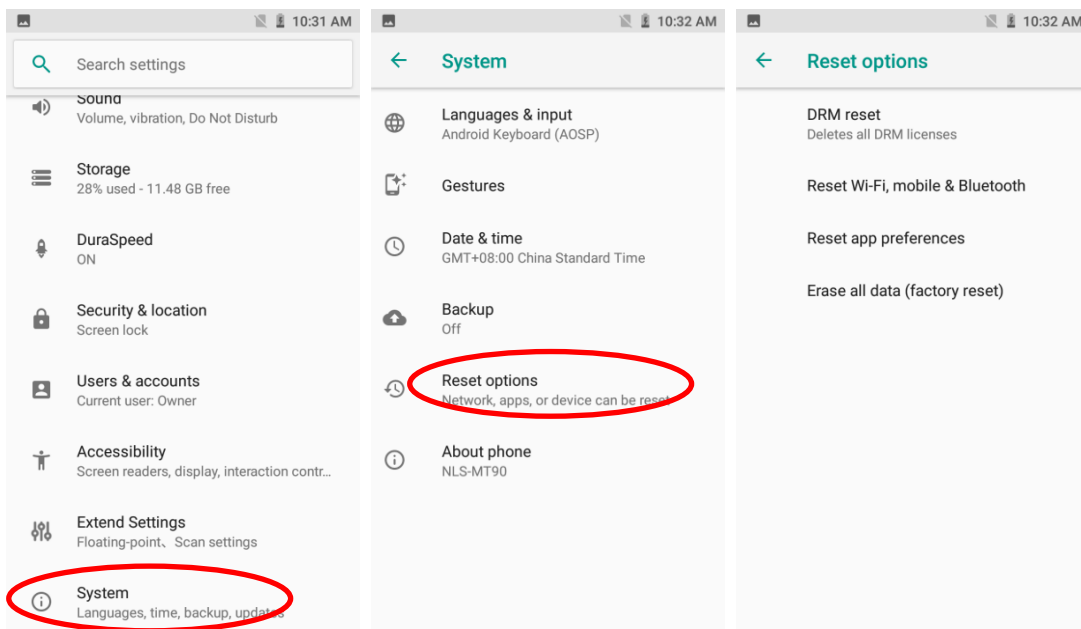 10:31 AM
Search settings
Sound
Volume, vibration, Do Not Disturb
Storage
28% used - 11.48 GB free
DuraSpeed
ON
Security & location
Screen lock
Users & accounts
Current user: Owner
Accessibility
Screen readers, display, interaction contr...
Extend Settings
Floating-point、Scan settings
System
Languages, time, backup, updates
10:32 AM
System
Languages & input
Android Keyboard (AOSP)
Gestures
Date & time
GMT+08:00 China Standard Time
Backup
Off
Reset options
Network, apps, or device can be reset
About phone
NLS-MT90
10:32 AM
Reset options
DRM reset
Deletes all DRM licenses
Reset Wi-Fi, mobile & Bluetooth
Reset app preferences
Erase all data (factory reset)